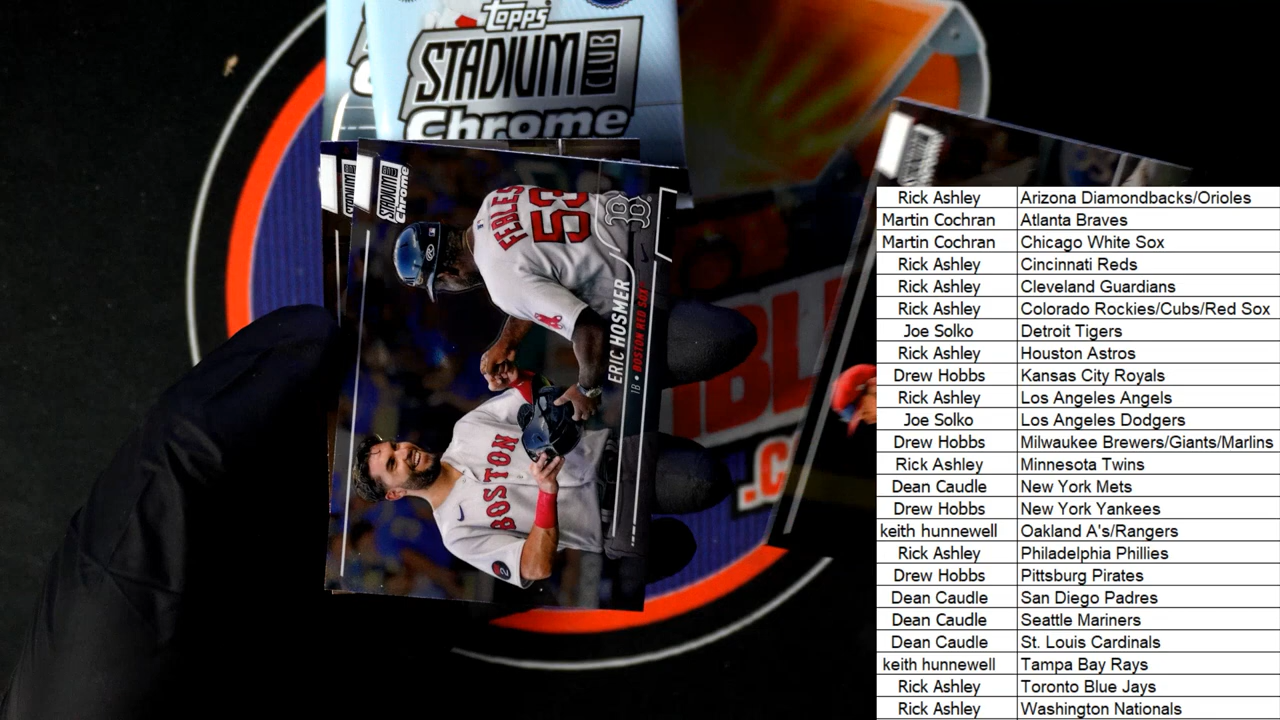 topps
STADIUM CLUB
Chrome
STADIUM
STADIUM CLUB
Chrome
FEBLES
BOSTON
2
ERIC HOSMER
1B • BOSTON RED SOX
Rick Ashley Arizona Diamondbacks/Orioles
Martin Cochran Atlanta Braves
Martin Cochran Chicago White Sox
Rick Ashley Cincinnati Reds
Rick Ashley Cleveland Guardians
Rick Ashley Colorado Rockies/Cubs/Red Sox
Joe Solko Detroit Tigers
Rick Ashley Houston Astros
Drew Hobbs Kansas City Royals
Rick Ashley Los Angeles Angels
Joe Solko Los Angeles Dodgers
Drew Hobbs Milwaukee Brewers/Giants/Marlins
Rick Ashley Minnesota Twins
Dean Caudle New York Mets
Drew Hobbs New York Yankees
keith hunnewell Oakland A's/Rangers
Rick Ashley Philadelphia Phillies
Drew Hobbs Pittsburg Pirates
Dean Caudle San Diego Padres
Dean Caudle Seattle Mariners
Dean Caudle St. Louis Cardinals
keith hunnewell Tampa Bay Rays
Rick Ashley Toronto Blue Jays
Rick Ashley Washington Nationals